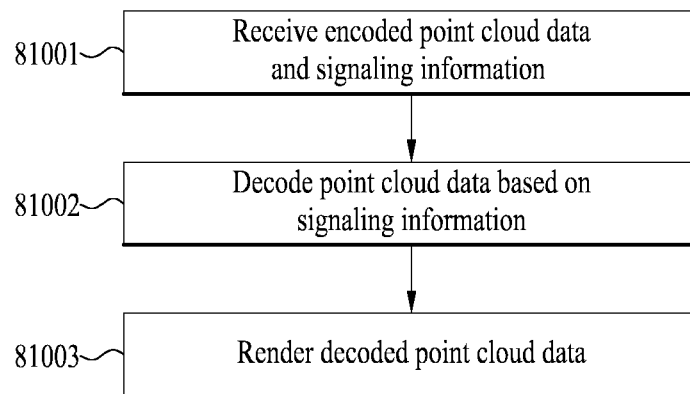 81001
Receive encoded point cloud data
and signaling information
81002
Decode point cloud data based on
signaling information
81003
Render decoded point cloud data